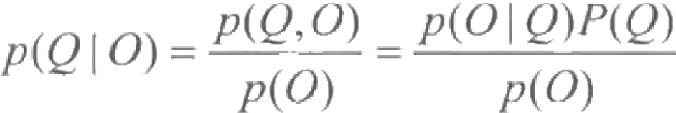 p(Q | O) = p(Q, O) / p(O) = p(O | Q)P(Q) / p(O)